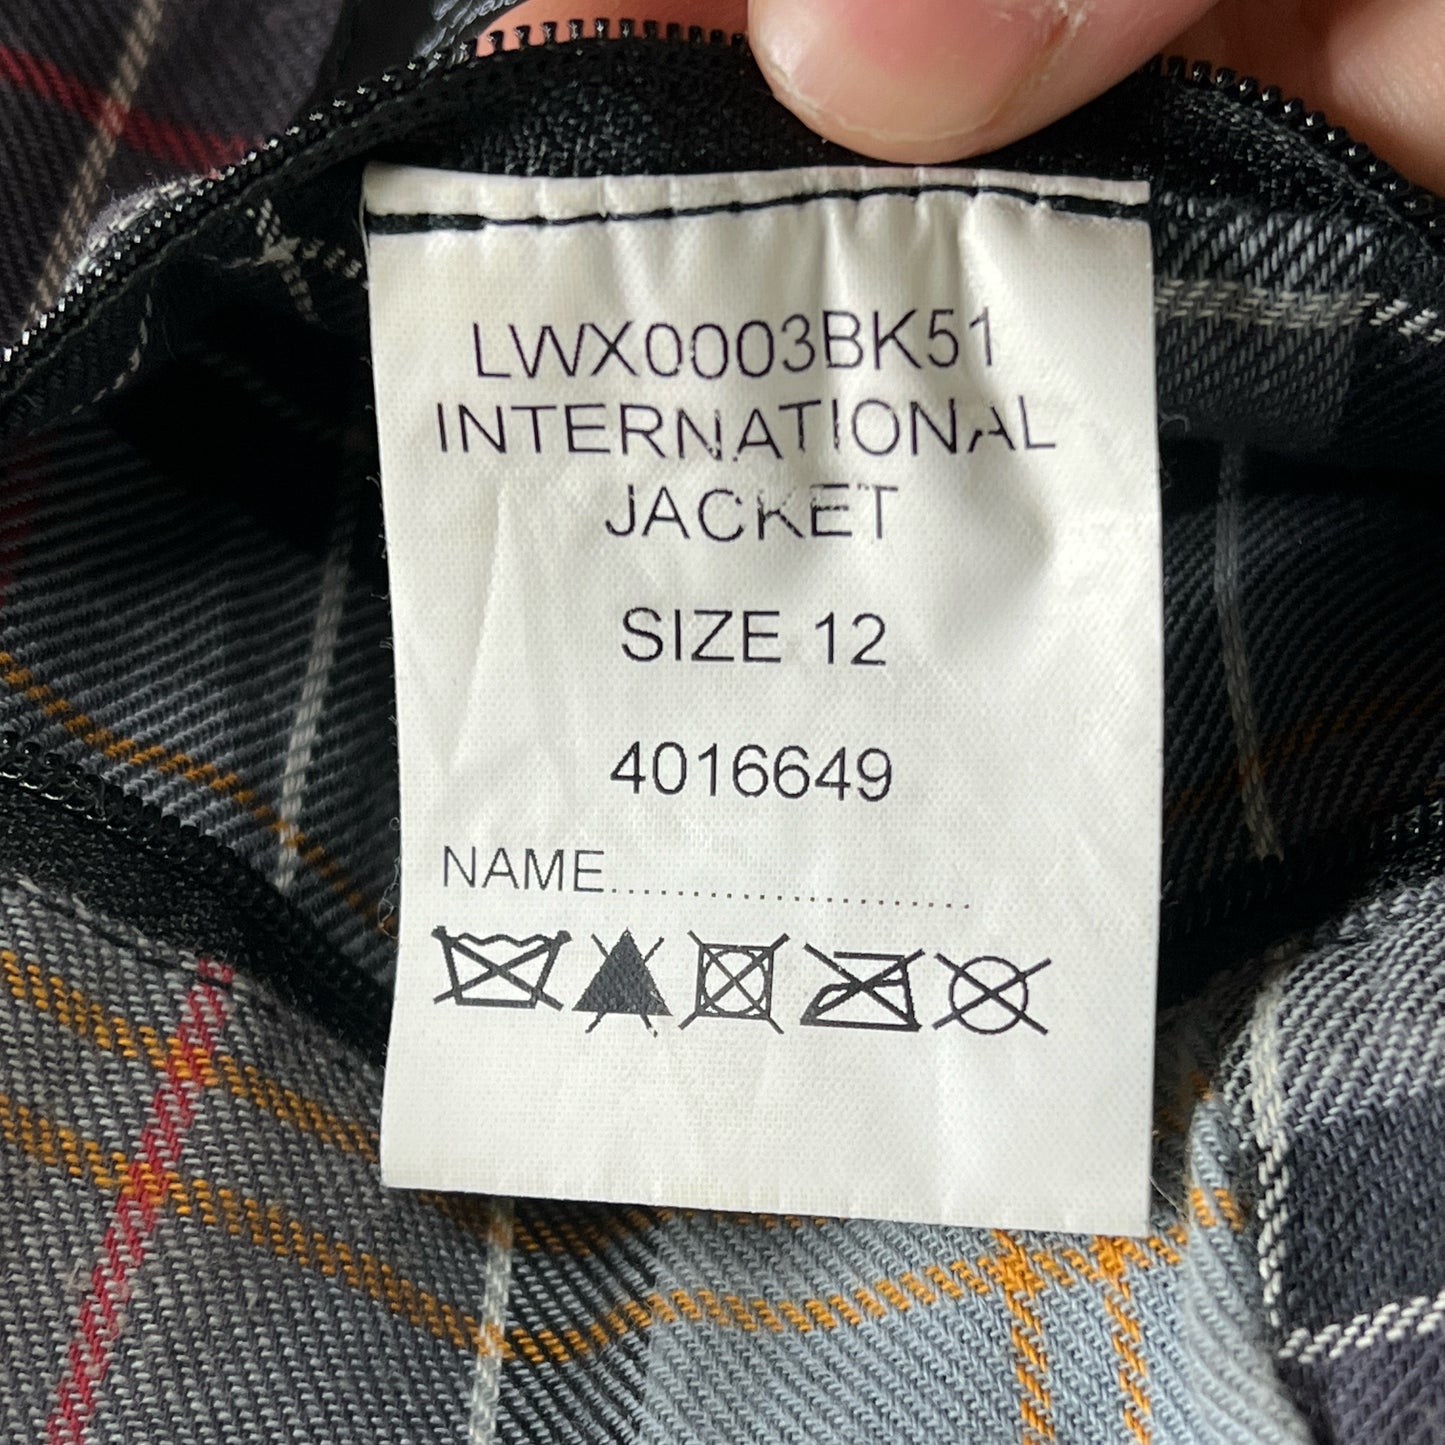 LWX0003BK51
INTERNATIONAL
JACKET
SIZE 12
4016649
NAME......................